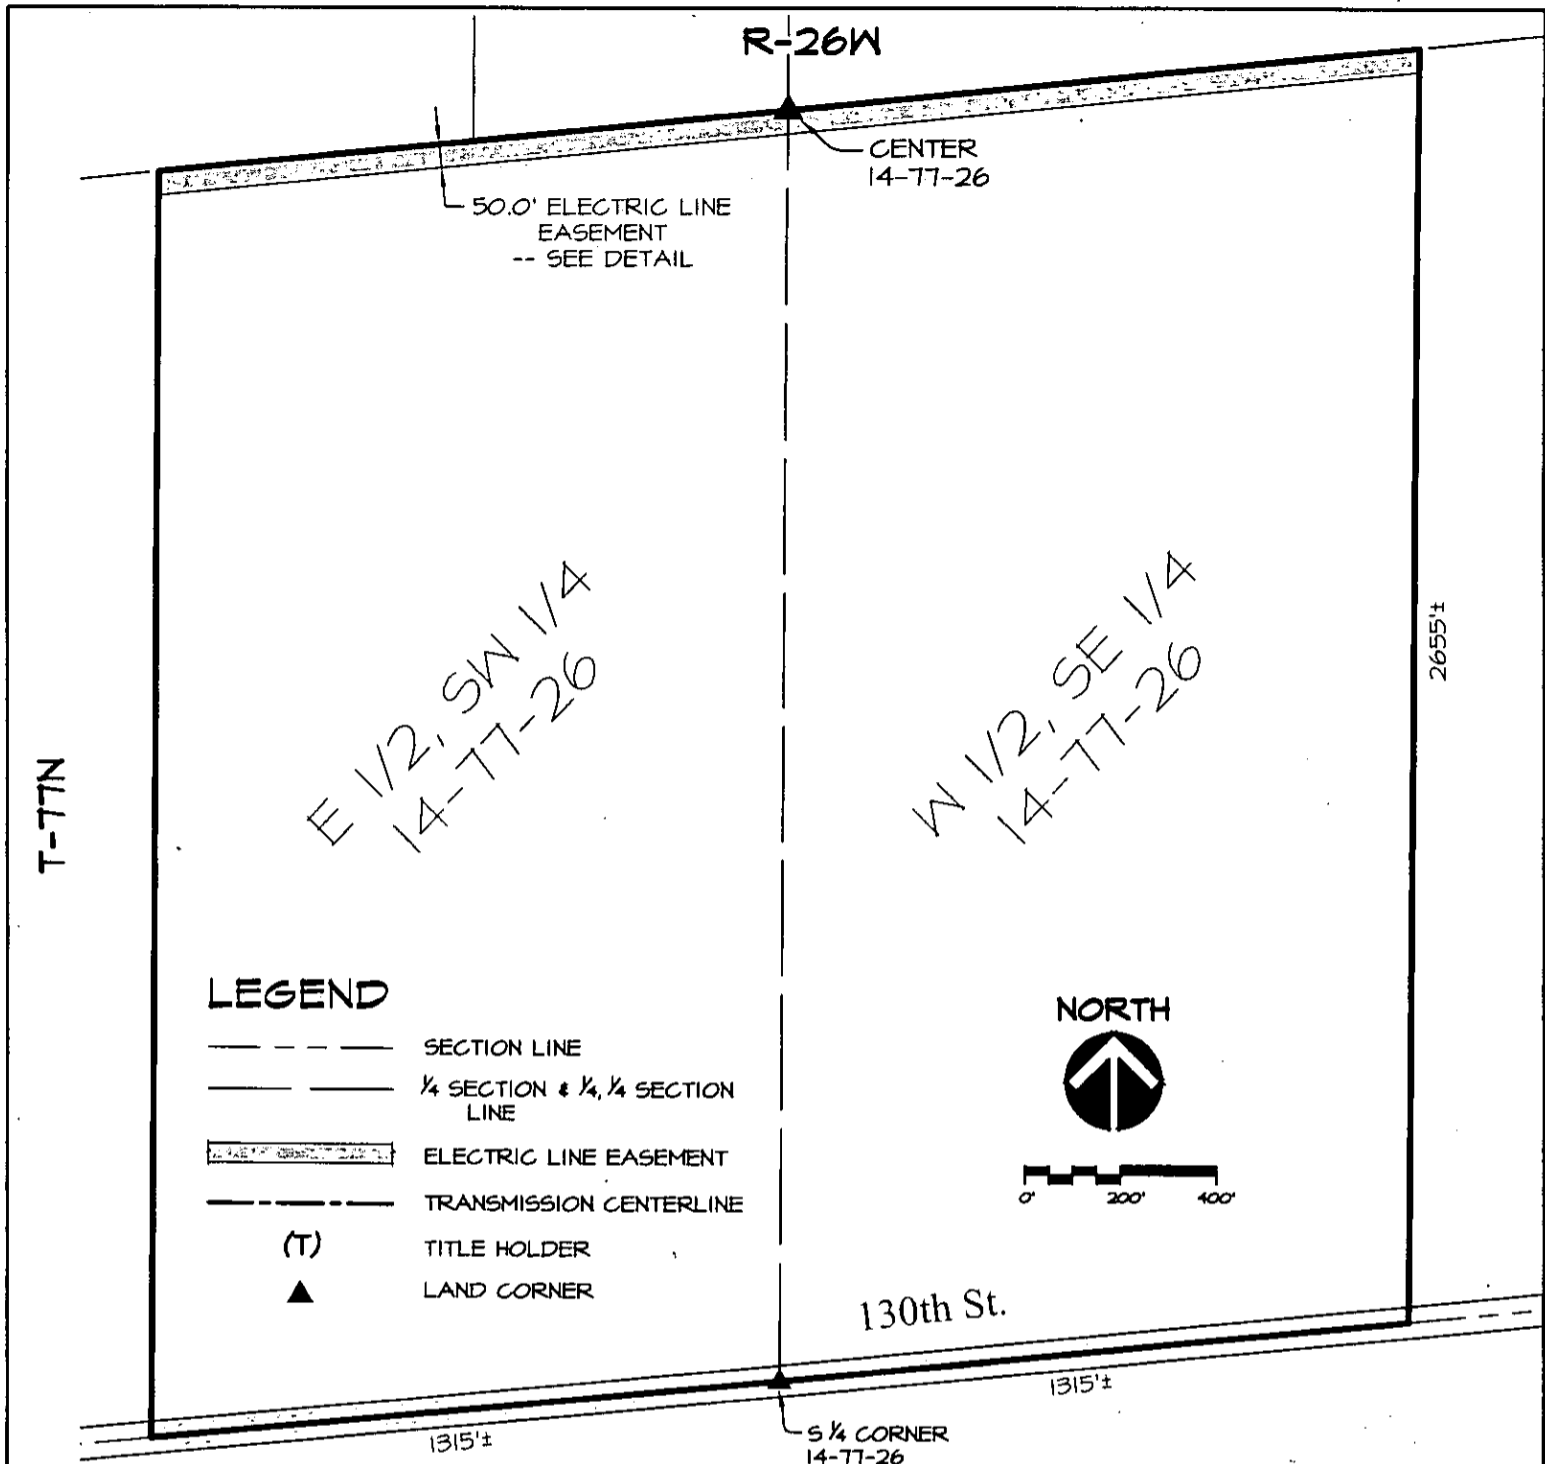 R-26W
CENTER
14-77-26
50.0' ELECTRIC LINE
EASEMENT
-- SEE DETAIL
E 1/2, SW 1/4
14-77-26
W 1/2, SE 1/4
14-77-26
2655'±
T-77N
LEGEND
SECTION LINE
¼ SECTION & ¼, ¼ SECTION
LINE
ELECTRIC LINE EASEMENT
TRANSMISSION CENTERLINE
(T) TITLE HOLDER
LAND CORNER
NORTH
0' 200' 400'
130th St.
1315'±
1315'±
S ¼ CORNER
14-77-26